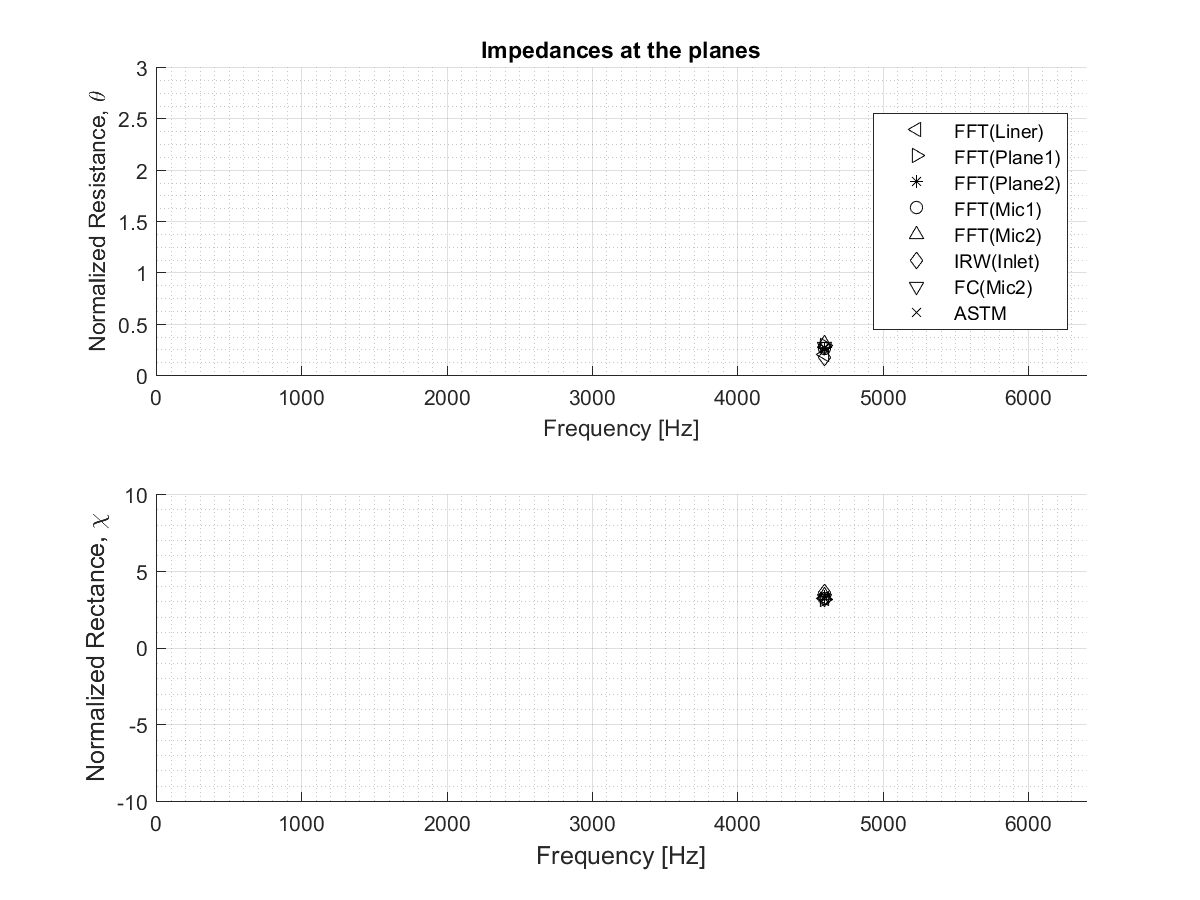 Impedances at the planes
Normalized Resistance, θ
3
2.5
2
1.5
1
0.5
0
0 1000 2000 3000 4000 5000 6000
Frequency [Hz]
FFT(Liner)
FFT(Plane1)
FFT(Plane2)
FFT(Mic1)
FFT(Mic2)
IRW(Inlet)
FC(Mic2)
ASTM
Normalized Rectance, χ
10
5
0
-5
-10
0 1000 2000 3000 4000 5000 6000
Frequency [Hz]